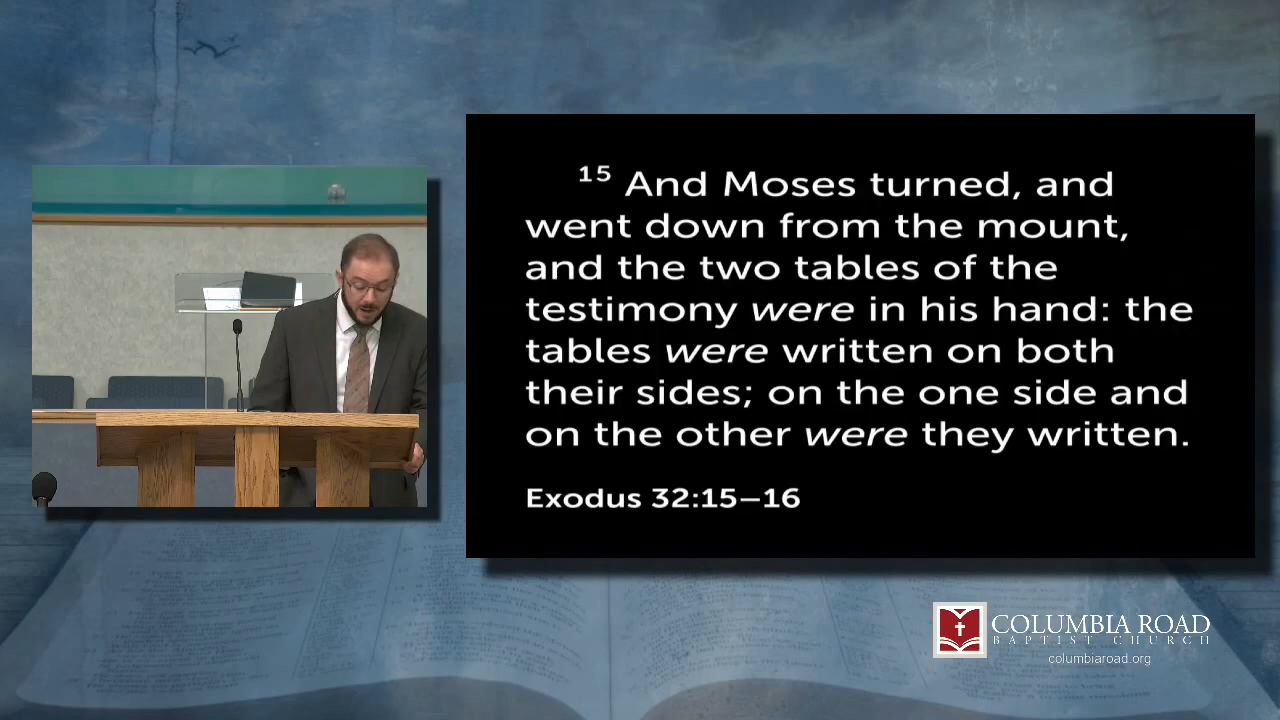 15 And Moses turned, and
went down from the mount,
and the two tables of the
testimony were in his hand: the
tables were written on both
their sides; on the one side and
on the other were they written.
Exodus 32:15–16
COLUMBIA ROAD
BAPTIST CHURCH
columbiaroad.org